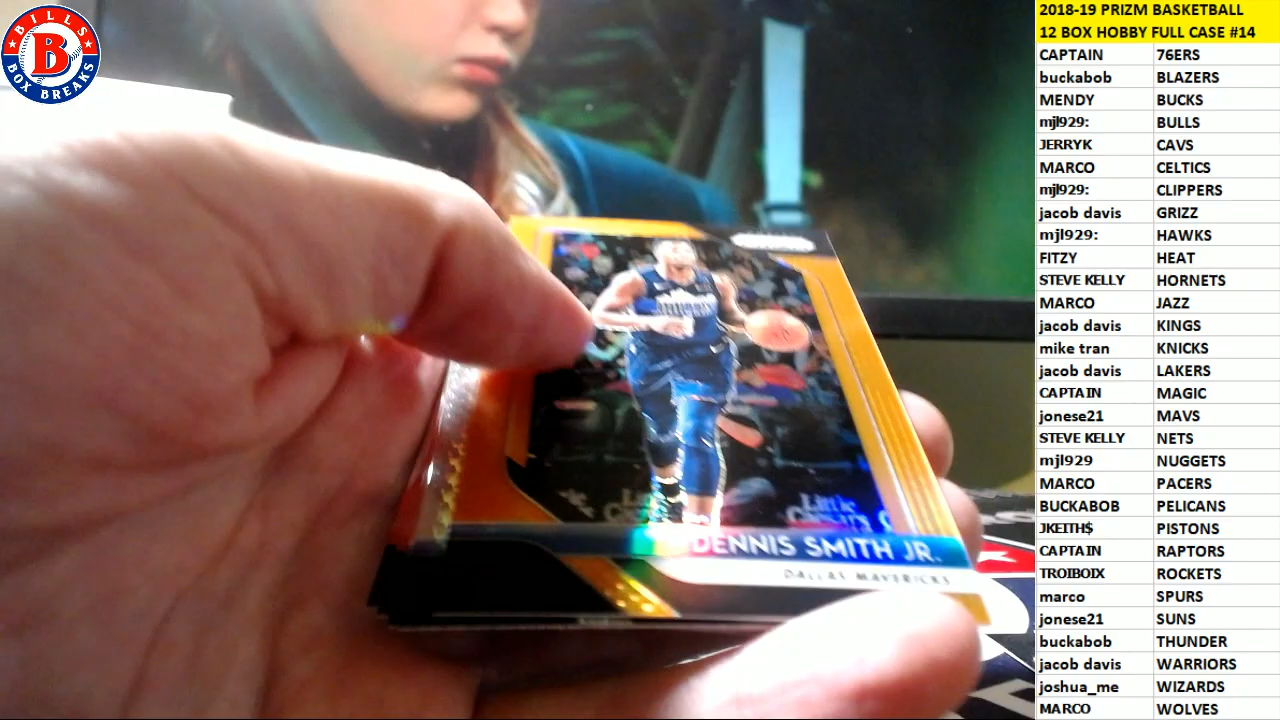 BILLS
B
BOX BREAKS
DENNIS SMITH JR.
DALLAS MAVERICKS
Little
2018-19 PRIZM BASKETBALL
12 BOX HOBBY FULL CASE #14
CAPTAIN 76ERS
buckabob BLAZERS
MENDY BUCKS
mjl929: BULLS
JERRYK CAVS
MARCO CELTICS
mjl929: CLIPPERS
jacob davis GRIZZ
mjl929: HAWKS
FITZY HEAT
STEVE KELLY HORNETS
MARCO JAZZ
jacob davis KINGS
mike tran KNICKS
jacob davis LAKERS
CAPTAIN MAGIC
jonese21 MAVS
STEVE KELLY NETS
mjl929 NUGGETS
MARCO PACERS
BUCKABOB PELICANS
JKEITH$ PISTONS
CAPTAIN RAPTORS
TROIBOIX ROCKETS
marco SPURS
jonese21 SUNS
buckabob THUNDER
jacob davis WARRIORS
joshua_me WIZARDS
MARCO WOLVES